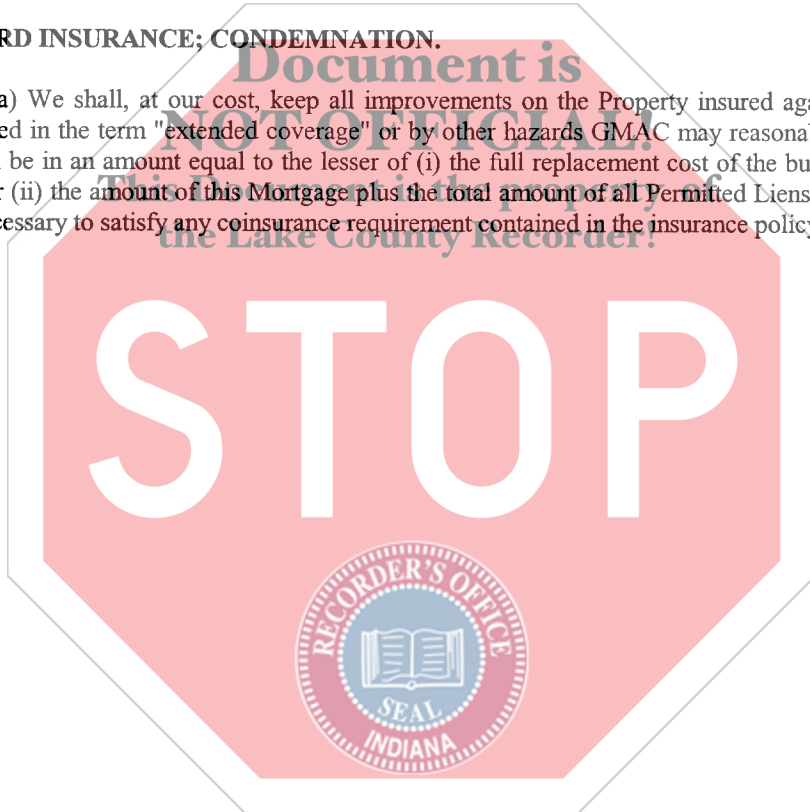 RD INSURANCE; CONDEMNATION.
Document is
a) We shall, at our cost, keep all improvements on the Property insured aga
NOT OFFICIAL!
ed in the term "extended coverage" or by other hazards GMAC may reasonal
be in an amount equal to the lesser of (i) the full replacement cost of the bu
This Document is the property of
r (ii) the amount of this Mortgage plus the total amount of all Permitted Liens
cessary to satisfy any coinsurance requirement contained in the insurance policy
the Lake County Recorder!
STOP
RECORDER'S OFFICE
SEAL
INDIANA